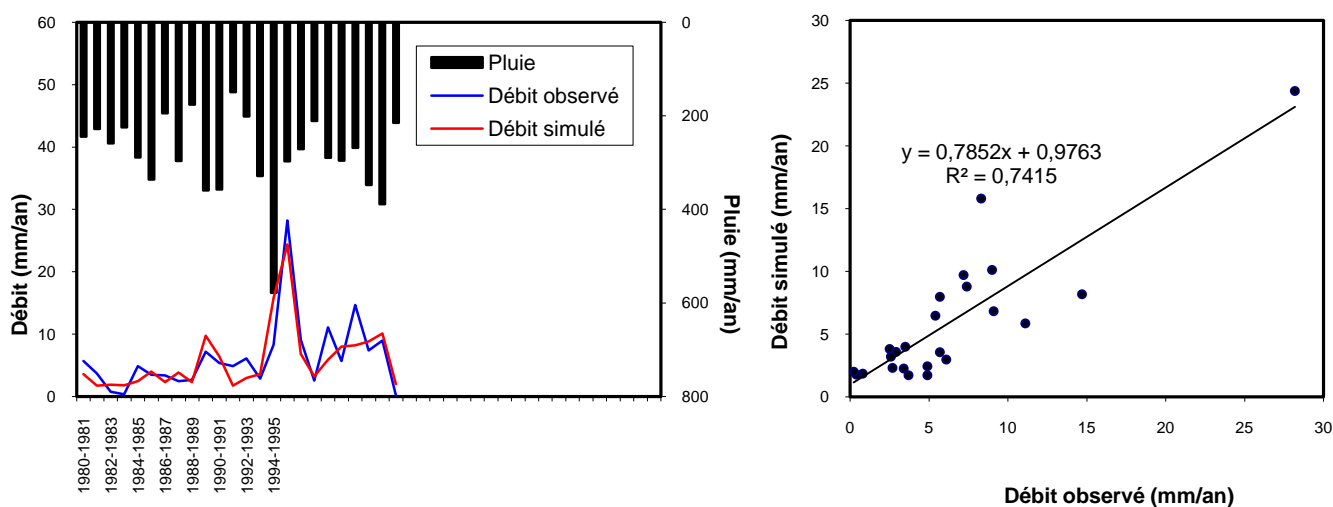 60
50
40
30
20
10
0
Débit (mm/an)
Pluie
Débit observé
Débit simulé
0
200
400
600
800
Pluie (mm/an)
1980-1981
1982-1983
1984-1985
1986-1987
1988-1989
1990-1991
1992-1993
1994-1995
30
25
20
15
10
5
0
Débit simulé (mm/an)
y = 0,7852x + 0,9763
R² = 0,7415
0 5 10 15 20 25 30
Débit observé (mm/an)